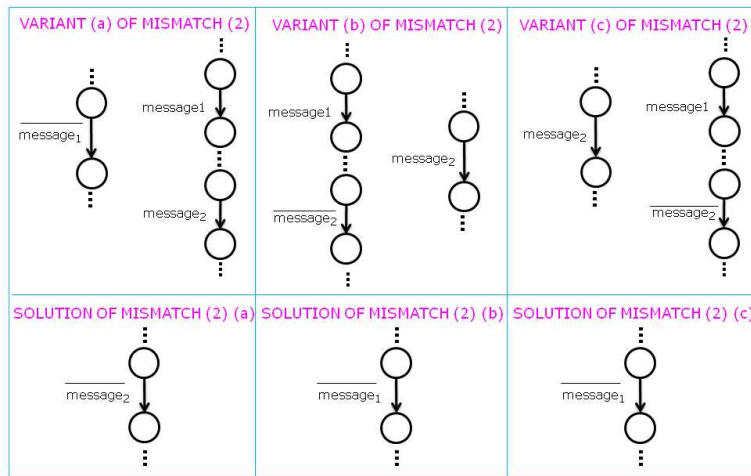 VARIANT (a) OF MISMATCH (2)
message₁
message1
message₂
VARIANT (b) OF MISMATCH (2)
message1
message₂
message₂
VARIANT (c) OF MISMATCH (2)
message₂
message1
message₂
SOLUTION OF MISMATCH (2) (a)
message₂
SOLUTION OF MISMATCH (2) (b)
message₁
SOLUTION OF MISMATCH (2) (c)
message₁